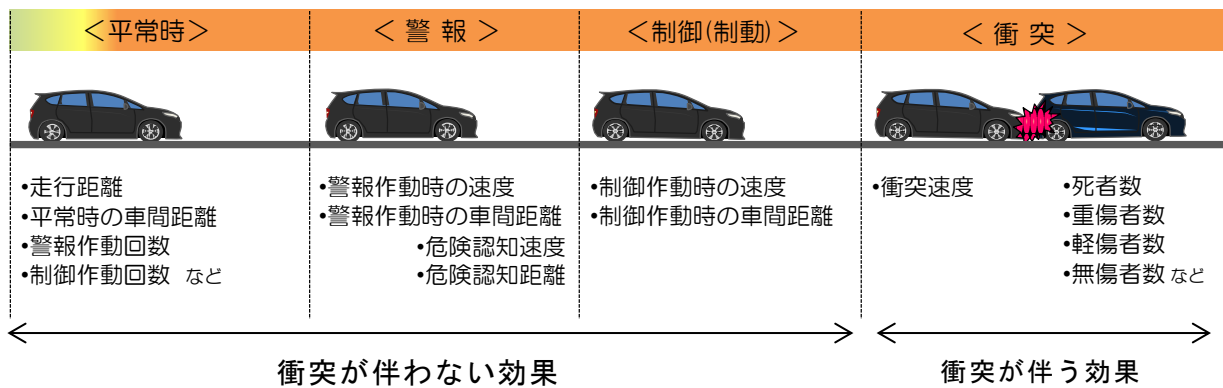 ＜平常時＞
＜ 警 報 ＞
＜制御(制動)＞
＜ 衝 突 ＞
•走行距離
•平常時の車間距離
•警報作動回数
•制御作動回数 など
•警報作動時の速度
•警報作動時の車間距離
•危険認知速度
•危険認知距離
•制御作動時の速度
•制御作動時の車間距離
•衝突速度
•死者数
•重傷者数
•軽傷者数
•無傷者数 など
衝突が伴わない効果
衝突が伴う効果